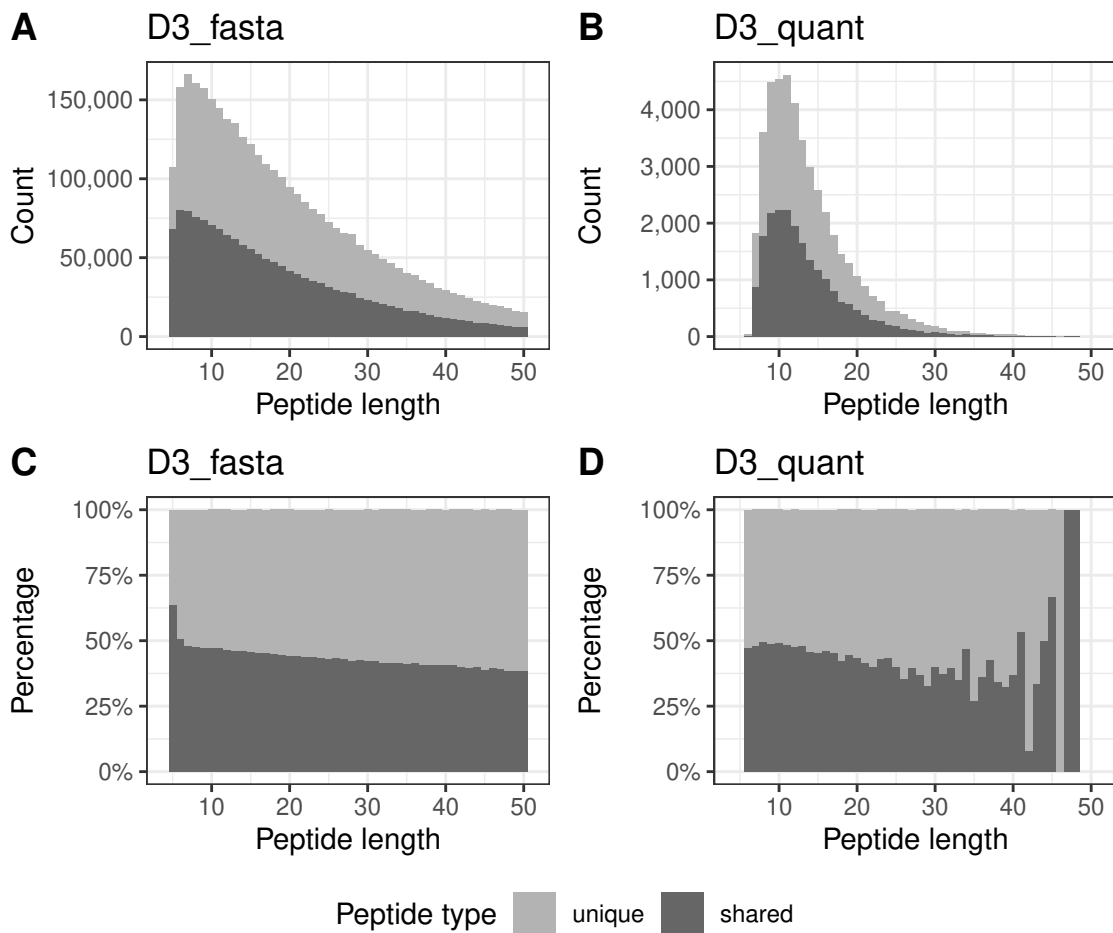 A D3_fasta
150,000
100,000
50,000
0
Count
10 20 30 40 50
Peptide length
B D3_quant
4,000
3,000
2,000
1,000
0
Count
10 20 30 40 50
Peptide length
C D3_fasta
100%
75%
50%
25%
0%
Percentage
10 20 30 40 50
Peptide length
D D3_quant
100%
75%
50%
25%
0%
Percentage
10 20 30 40 50
Peptide length
Peptide type unique shared